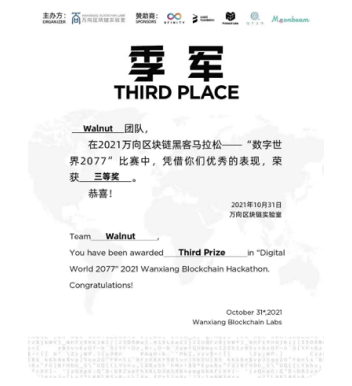 主办方：
ORGANIZER
万向区块链实验室
赞助商：
SPONSORS
Moonbeam
季 军
THIRD PLACE
Walnut 团队，
在2021万向区块链黑客马拉松——“数字世
界2077”比赛中，凭借你们优秀的表现，荣
获 三等奖 。
恭喜！
2021年10月31日
万向区块链实验室
Team Walnut ,
You have been awarded Third Prize in “Digital
World 2077” 2021 Wanxiang Blockchain Hackathon.
Congratulations!
October 31st,2021
Wanxiang Blockchain Labs